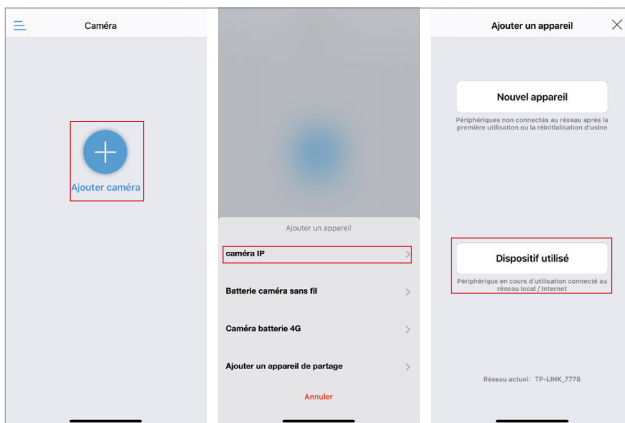 Caméra
Ajouter caméra
Ajouter un appareil
caméra IP
Batterie caméra sans fil
Caméra batterie 4G
Ajouter un appareil de partage
Annuler
Ajouter un appareil
Nouvel appareil
Périphériques non connectés au réseau après la
première utilisation ou la réinitialisation d'usine
Dispositif utilisé
Périphérique en cours d'utilisation connecté au
réseau local / Internet
Réseau actuel: TP-LINK_7778